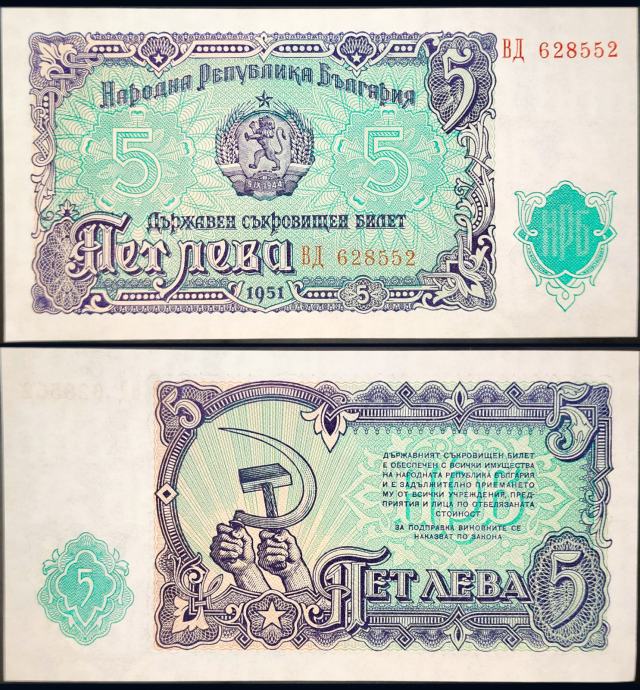 Народна Република България
5
ВД 628552
5
5
9.IX.1944
НРБ
Държавен съкровищен билет
Пет лева ВД 628552
1951
5
5
5
ДЪРЖАВНИЯТ СЪКРОВИЩЕН БИЛЕТ
Е ОБЕЗПЕЧЕН С ВСИЧКИ ИМУЩЕСТВА
НА НАРОДНАТА РЕПУБЛИКА БЪЛГАРИЯ
И Е ЗАДЪЛЖИТЕЛНО ПРИЕМАНЕТО
МУ ОТ ВСИЧКИ УЧРЕЖДЕНИЯ, ПРЕД-
ПРИЯТИЯ И ЛИЦА ПО ОТБЕЛЯЗАНАТА
СТОЙНОСТ
ЗА ПОДПРАВКА ВИНОВНИТЕ СЕ
НАКАЗВАТ ПО ЗАКОНА
5
ПЕТ ЛЕВА
5